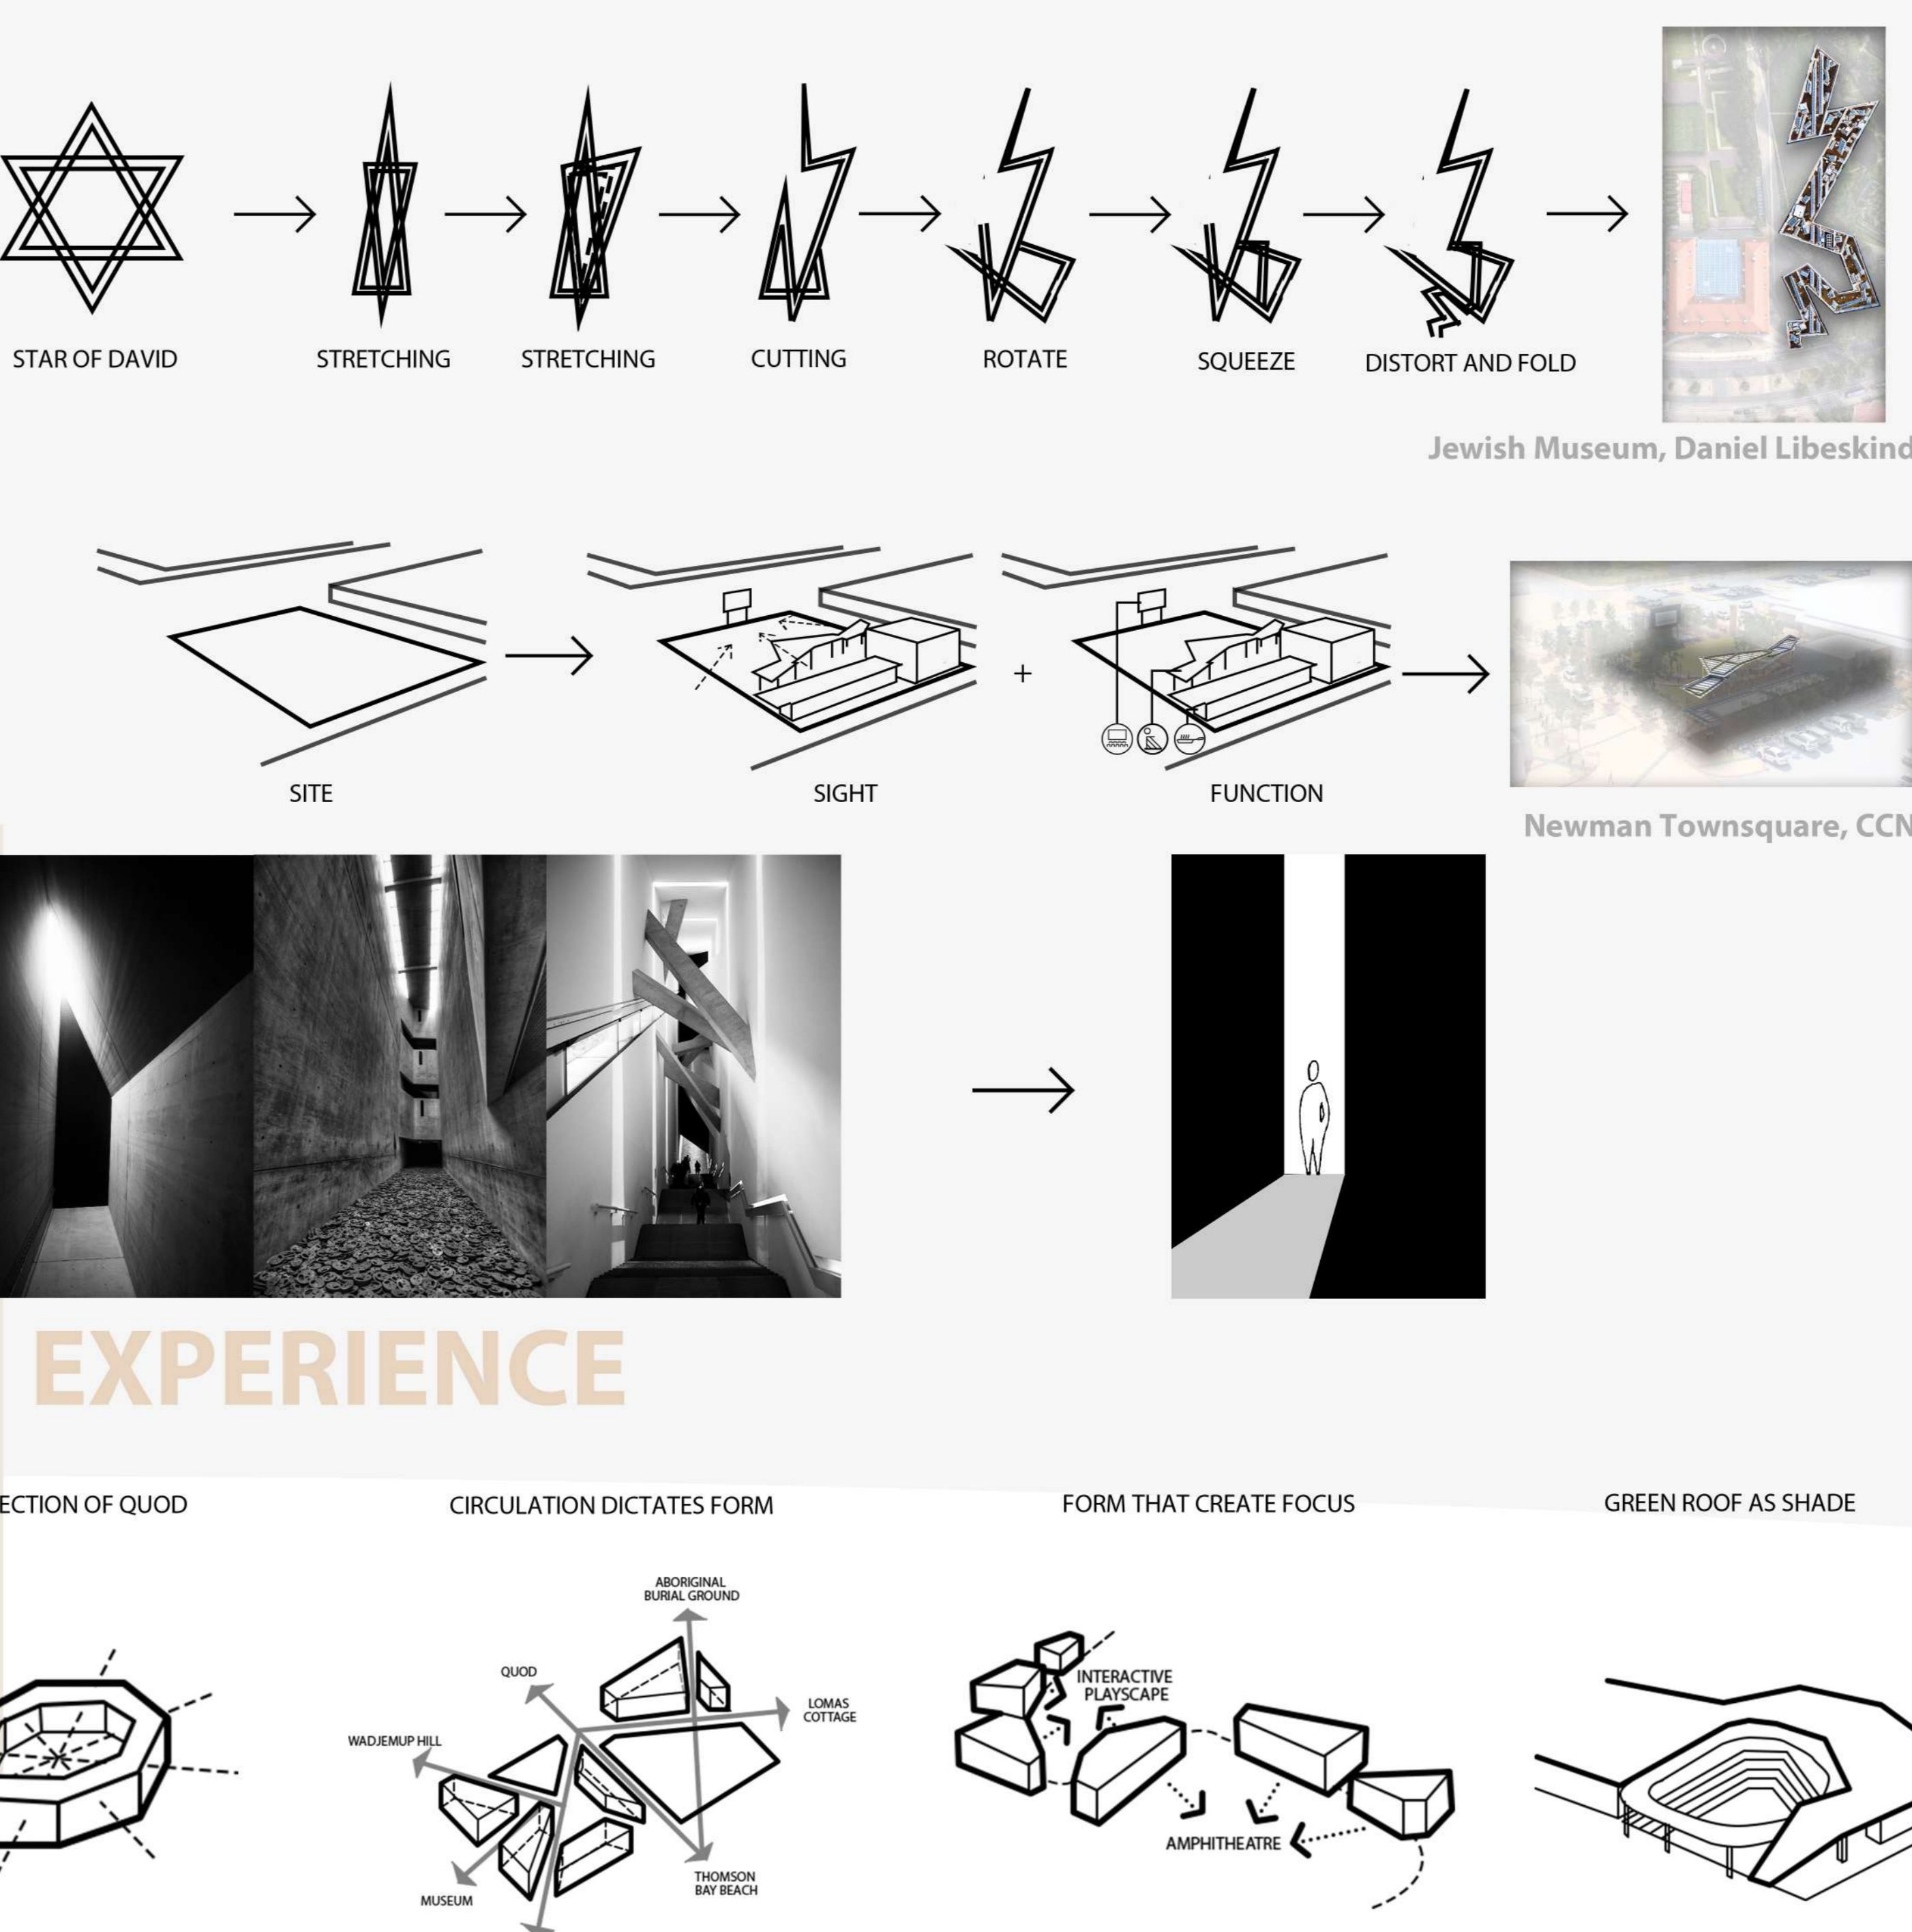 STAR OF DAVID
STRETCHING
STRETCHING
CUTTING
ROTATE
SQUEEZE
DISTORT AND FOLD
Jewish Museum, Daniel Libeskind
SITE
SIGHT
+
FUNCTION
Newman Townsquare, CCN
EXPERIENCE
ECTION OF QUOD
CIRCULATION DICTATES FORM
FORM THAT CREATE FOCUS
GREEN ROOF AS SHADE
ABORIGINAL
BURIAL GROUND
QUOD
LOMAS
COTTAGE
WADJEMUP HILL
MUSEUM
THOMSON
BAY BEACH
INTERACTIVE
PLAYSCAPE
AMPHITHEATRE